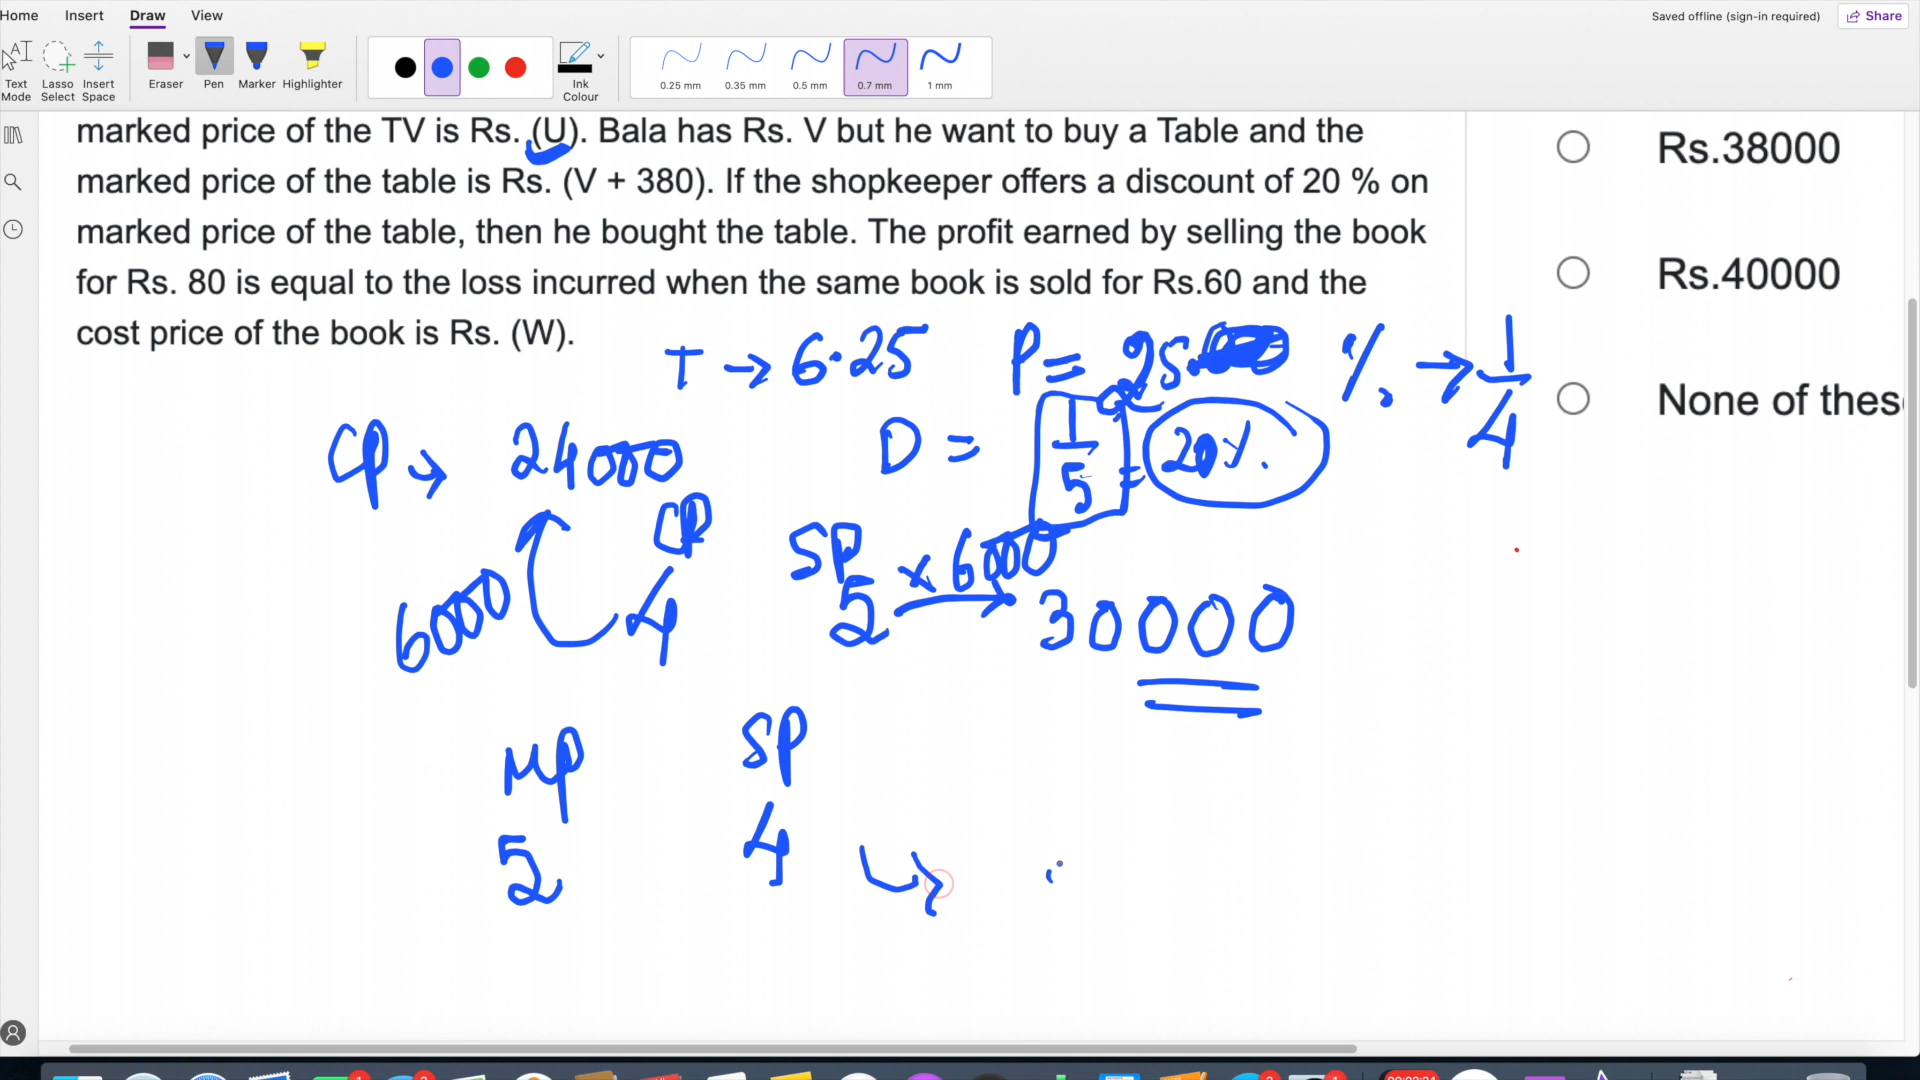 Home Insert Draw View
Saved offline (sign-in required) Share
Text Mode Lasso Select Insert Space Eraser Pen Marker Highlighter Ink Colour 0.25 mm 0.35 mm 0.5 mm 0.7 mm 1 mm
marked price of the TV is Rs. (U). Bala has Rs. V but he want to buy a Table and the
marked price of the table is Rs. (V + 380). If the shopkeeper offers a discount of 20 % on
marked price of the table, then he bought the table. The profit earned by selling the book
for Rs. 80 is equal to the loss incurred when the same book is sold for Rs.60 and the
cost price of the book is Rs. (W).
Rs.38000
Rs.40000
None of thes
T → 6.25 P = 25. % → 1/4
CP → 24000 D = 1/5 = 20%
CP SP × 6000
6000 4 5 → 30000
MP SP
5 4